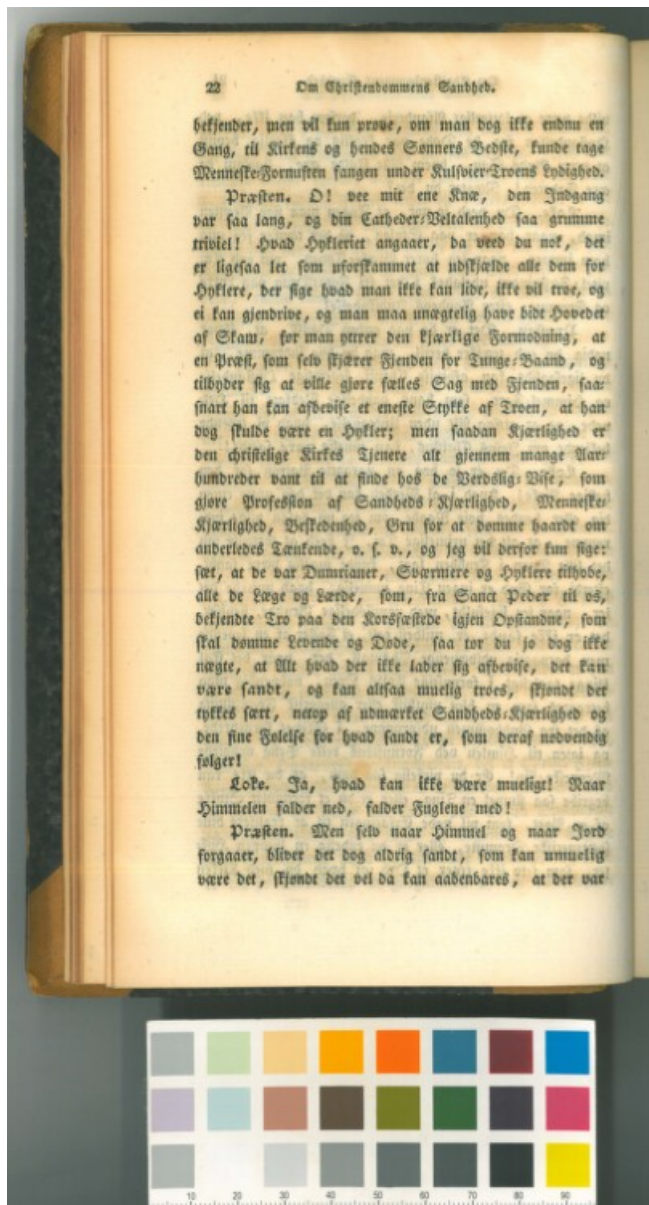 22 Om Christendommens Sandhed.
bekjender, men vil kun prøve, om man dog ikke endnu en
Gang, til Kirkens og hendes Sønners Bedste, kunde tage
Menneske-Fornuften fangen under Kulsvier-Troens Lydighed.
Præsten. O! vee mit ene Knæ, den Indgang
var saa lang, og din Catheder-Veltalenhed saa grumme
triviel! Hvad Hykleriet angaaer, da veed du nok, det
er ligesaa let som uforskammet at udskjælde alle dem for
Hyklere, der sige hvad man ikke kan lide, ikke vil troe, og
ei kan gjendrive, og man maa unægtelig have bidt Hovedet
af Skam, før man yttrer den kjærlige Formodning, at
en Præst, som selv skjærer Fjenden for Tunge-Baand, og
tilbyder sig at ville gjøre fælles Sag med Fjenden, saa-
snart han kan afbevise et eneste Stykke af Troen, at han
dog skulde være en Hykler; men saadan Kjærlighed er
den christelige Kirkes Tjenere alt gjennem mange Aar-
hundreder vant til at finde hos de Verdslig-Vise, som
gjøre Profession af Sandheds-Kjærlighed, Menneske-
Kjærlighed, Beskedenhed, Gru for at dømme haardt om
anderledes Tænkende, o. s. v., og jeg vil derfor kun sige:
sæt, at de var Dumrianer, Sværmere og Hyklere tilhobe,
alle de Læge og Lærde, som, fra Sanct Peder til os,
bekjendte Tro paa den Korsfæstede igjen Opstandne, som
skal dømme Levende og Døde, saa tør du jo dog ikke
nægte, at Alt hvad der ikke lader sig afbevise, det kan
være sandt, og kan altsaa muelig troes, skjøndt det
tykkes sært, netop af udmærket Sandheds-Kjærlighed og
den fine Følelse for hvad sandt er, som deraf nødvendig
følger!
Loke. Ja, hvad kan ikke være mueligt! Naar
Himmelen falder ned, falder Fuglene med!
Præsten. Men selv naar Himmel og naar Jord
forgaaer, bliver det dog aldrig sandt, som kan umuelig
være det, skjøndt det vel da kan aabenbares, at der var
10 20 30 40 50 60 70 80 90